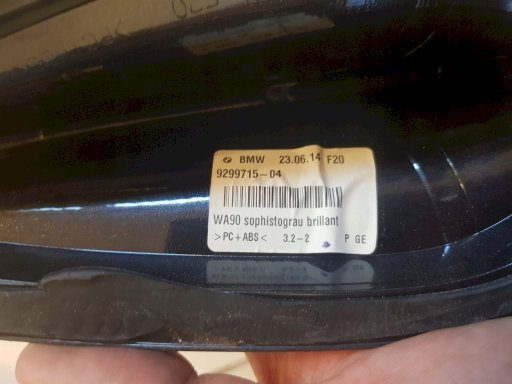 BMW 23.06.14 F20
9299715-04
WA90 sophistograu brillant
>PC+ABS< 3.2-2 P GE